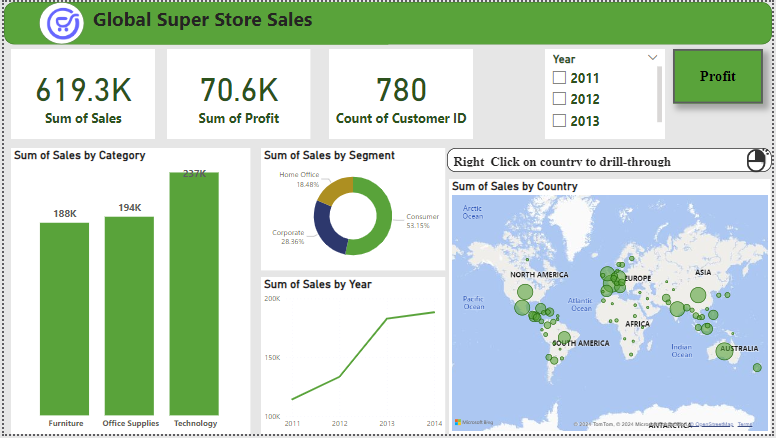 Global Super Store Sales
619.3K
Sum of Sales
70.6K
Sum of Profit
780
Count of Customer ID
Year
2011
2012
2013
Profit
Sum of Sales by Category
188K
194K
237K
Furniture
Office Supplies
Technology
Sum of Sales by Segment
Home Office
18.48%
Consumer
53.15%
Corporate
28.36%
Sum of Sales by Year
200K
150K
100K
2011
2012
2013
2014
Right Click on country to drill-through
Sum of Sales by Country
Arctic
Ocean
NORTH AMERICA
EUROPE
ASIA
Pacific
Ocean
Atlantic
Ocean
AFRICA
SOUTH AMERICA
Indian
Ocean
AUSTRALIA
ANTARCTICA
Microsoft Bing
© 2024 TomTom, © 2024 Microsoft
OpenStreetMap
Terms